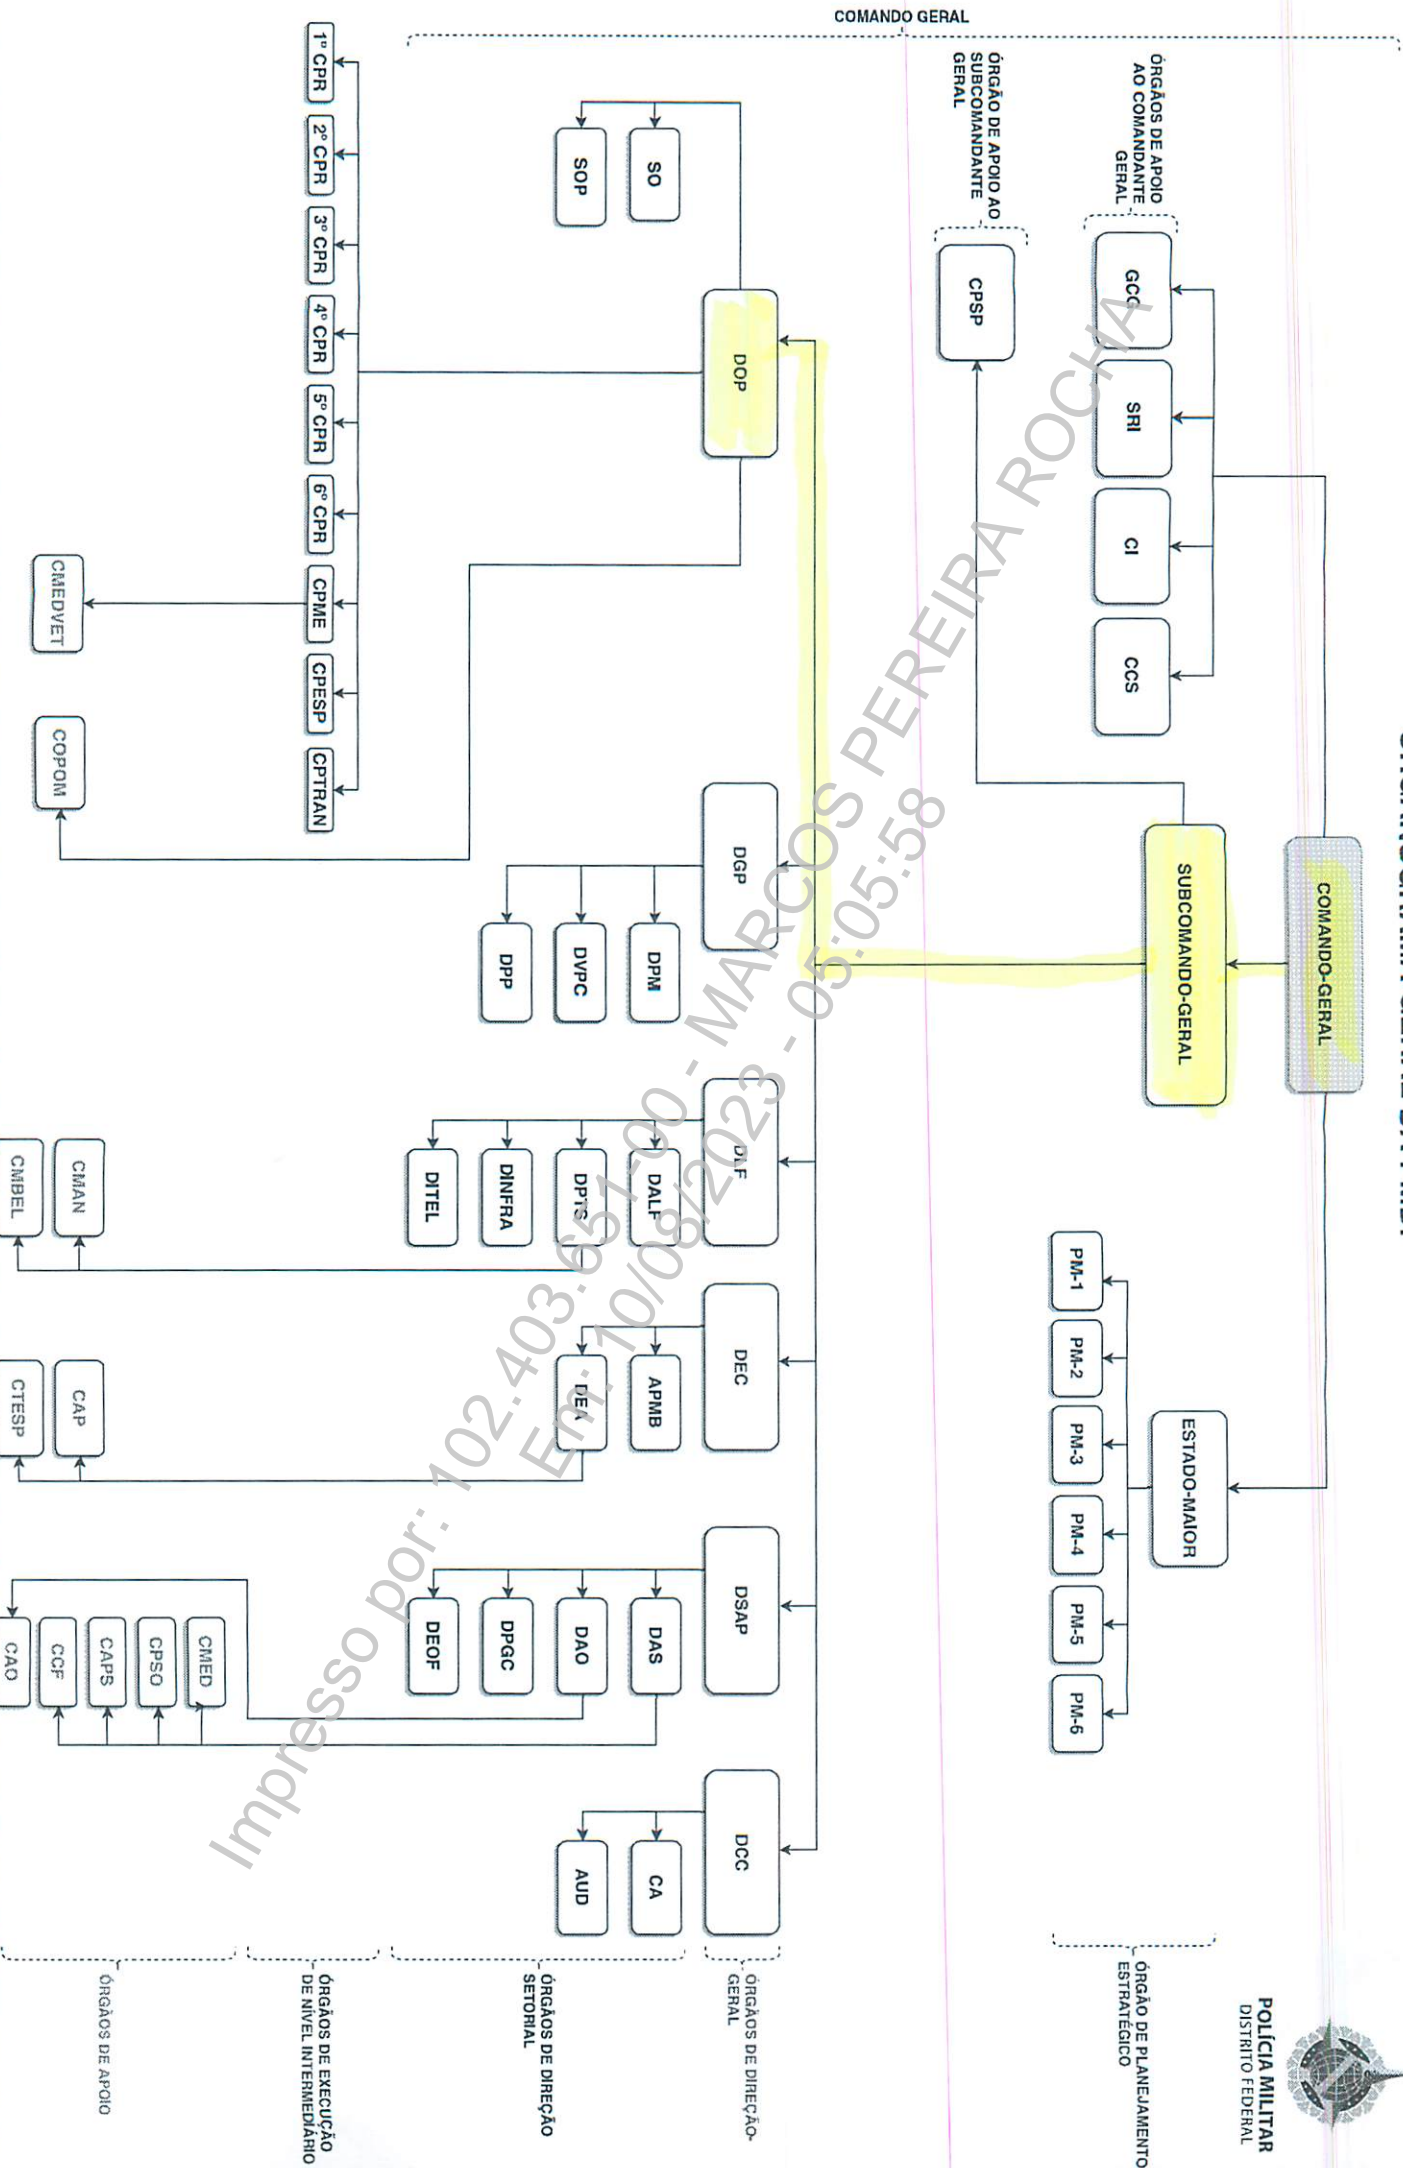 POLÍCIA MILITAR
DISTRITO FEDERAL
COMANDO GERAL
COMANDO-GERAL
SUBCOMANDO-GERAL
ESTADO-MAIOR
ÓRGÃOS DE APOIO
AO COMANDANTE
GERAL
GCG
SRI
CI
CCS
PM-1
PM-2
PM-3
PM-4
PM-5
PM-6
ÓRGÃO DE PLANEJAMENTO
ESTRATÉGICO
ÓRGÃO DE APOIO AO
SUBCOMANDANTE
GERAL
CPSP
DOP
DGP
DLF
DEC
DSAP
DCC
ÓRGÃOS DE DIREÇÃO-
GERAL
SO
SOP
DPM
DVPC
DPP
DALF
DPTS
DINFRA
DITEL
APMB
DEA
DAS
DAO
DPGC
DEOF
CA
AUD
ÓRGÃOS DE DIREÇÃO
SETORIAL
1º CPR
2º CPR
3º CPR
4º CPR
5º CPR
6º CPR
CPME
CPESP
CPTRAN
ÓRGÃOS DE EXECUÇÃO
DE NÍVEL INTERMEDIÁRIO
CMEDVET
COPOM
CMAN
CMBEL
CAP
CTESP
CMED
CPSO
CAPS
CCF
CAO
ÓRGÃOS DE APOIO
Impresso por: 102.403.651-00 - MARCOS PEREIRA ROCHA
Em: 10/08/2023 - 05:05:58